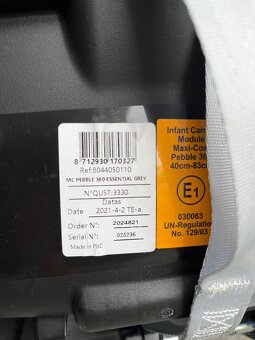 8 712930 170327
Ref:8044050110
MC PEBBLE 360 ESSENTIAL GREY
N°QUST:3330
Datas
Date 2021-4-2 TE-a
Order N°: 2024821
Serial N°: 025296
Made in PRC
Infant Carr
Module
Maxi-Cos
Pebble 36
40cm-83c
E1
030063
UN-Regulatio
No. 129/03